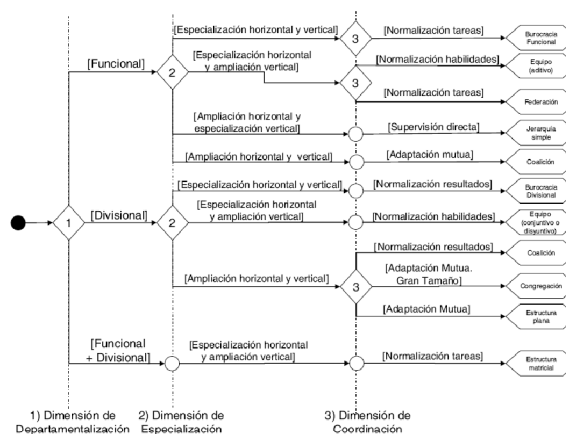 [Especialización horizontal y vertical]
3
[Normalización tareas]
Burocracia
Funcional
[Funcional]
2
[Especialización horizontal
y ampliación vertical]
3
[Normalización habilidades]
Equipo
(aditivo)
[Normalización tareas]
Federación
[Ampliación horizontal y
especialización vertical]
[Supervisión directa]
Jerarquía
simple
[Ampliación horizontal y vertical]
[Adaptación mutua]
Coalición
[Especialización horizontal y vertical]
[Normalización resultados]
Burocracia
Divisional
1
[Divisional]
2
[Especialización horizontal
y ampliación vertical]
[Normalización habilidades]
Equipo
(conjuntivo o
disyuntivo)
[Ampliación horizontal y vertical]
3
[Normalización resultados]
Coalición
[Adaptación Mutua.
Gran Tamaño]
Congregación
[Adaptación Mutua]
Estructura
plana
[Funcional
+ Divisional]
[Especialización horizontal
y ampliación vertical]
[Normalización tareas]
Estructura
matricial
1) Dimensión de
Departamentalización
2) Dimensión de
Especialización
3) Dimensión de
Coordinación